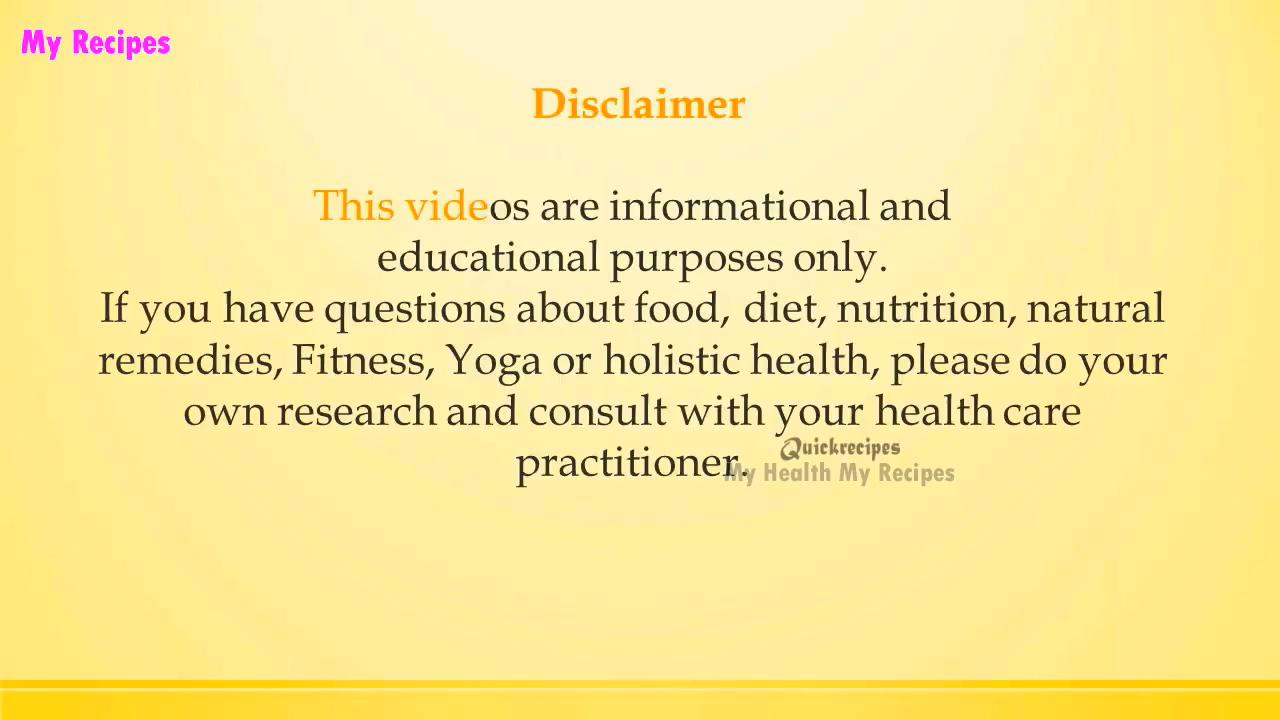 My Recipes
Disclaimer
This videos are informational and
educational purposes only.
If you have questions about food, diet, nutrition, natural
remedies, Fitness, Yoga or holistic health, please do your
own research and consult with your health care
practitioner.
Quickrecipes
My Health My Recipes